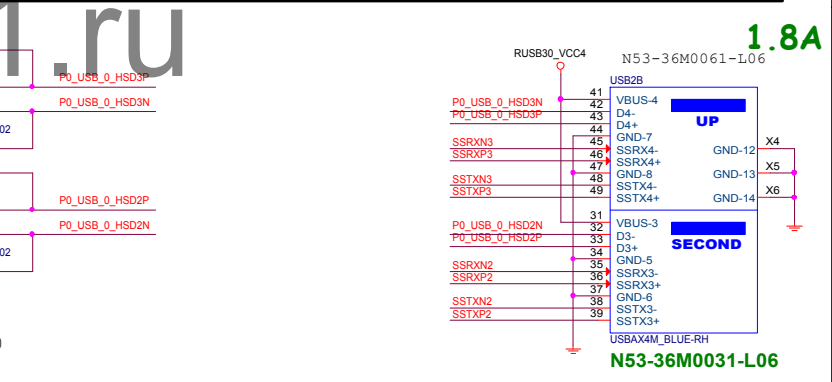 1.ru
1.8A
RUSB30_VCC4
N53-36M0061-L06
USB2B
P0_USB_0_HSD3P
P0_USB_0_HSD3N
02
P0_USB_0_HSD2P
P0_USB_0_HSD2N
02
P0_USB_0_HSD3N
P0_USB_0_HSD3P
SSRXN3
SSRXP3
SSTXN3
SSTXP3
P0_USB_0_HSD2N
P0_USB_0_HSD2P
SSRXN2
SSRXP2
SSTXN2
SSTXP2
41 VBUS-4
42 D4-
43 D4+
44 GND-7
45 SSRX4-
46 SSRX4+
47 GND-8
48 SSTX4-
49 SSTX4+
UP
GND-12 X4
GND-13 X5
GND-14 X6
31 VBUS-3
32 D3-
33 D3+
34 GND-5
35 SSRX3-
36 SSRX3+
37 GND-6
38 SSTX3-
39 SSTX3+
SECOND
USBAX4M_BLUE-RH
N53-36M0031-L06